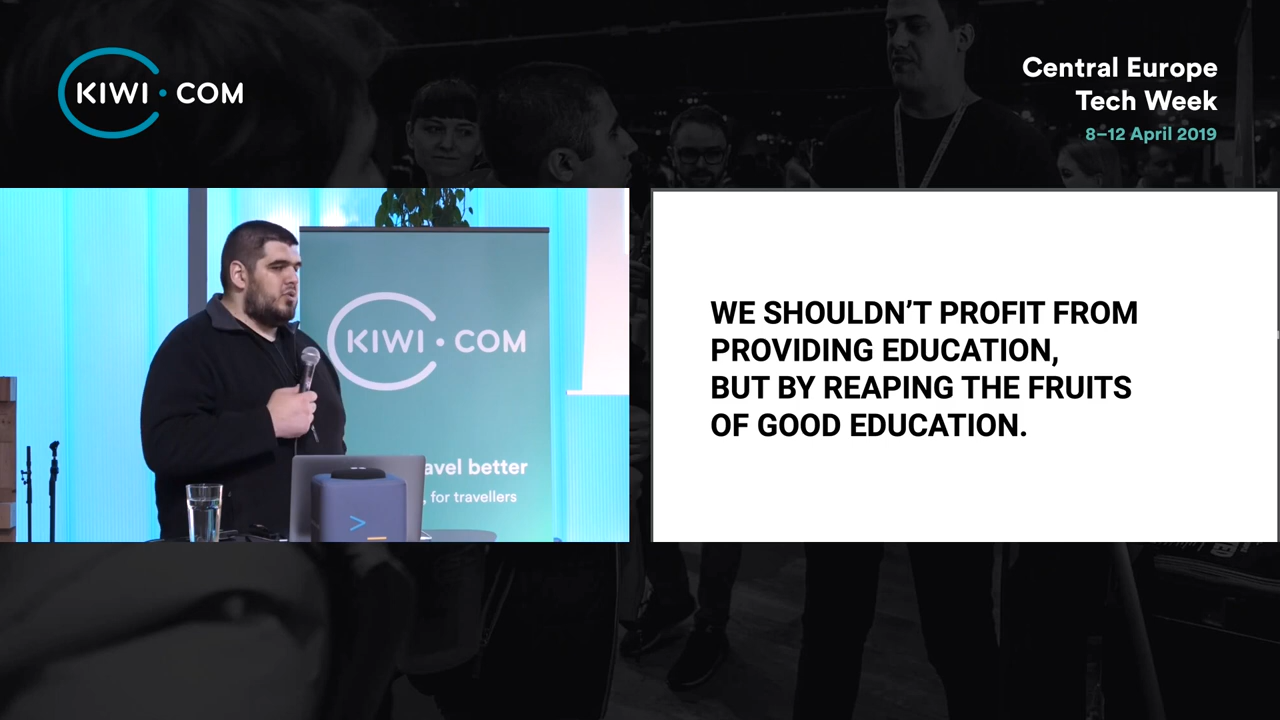 KIWI.COM
Central Europe
Tech Week
8–12 April 2019
KIWI.COM
avel better
, for travellers
WE SHOULDN’T PROFIT FROM
PROVIDING EDUCATION,
BUT BY REAPING THE FRUITS
OF GOOD EDUCATION.